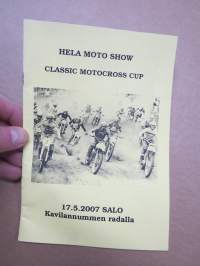 HELA MOTO SHOW
CLASSIC MOTOCROSS CUP
17.5.2007 SALO
Kavilannummen radalla